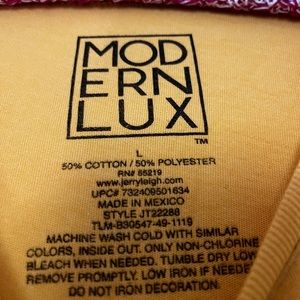 MOD
ERN
LUX
TM
L
50% COTTON / 50% POLYESTER
RN# 65219
www.jerryleigh.com
UPC# 732409501634
MADE IN MEXICO
STYLE JT22288
TLM-B30547-49-1119
MACHINE WASH COLD WITH SIMILAR
COLORS, INSIDE OUT. ONLY NON-CHLORINE
BLEACH WHEN NEEDED. TUMBLE DRY LOW
REMOVE PROMPTLY. LOW IRON IF NEEDE
DO NOT IRON DECORATION.